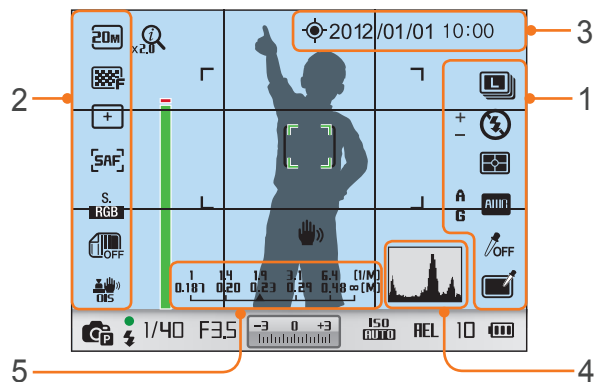 3
2012/01/01 10:00
20M
i
x2.0
2
1
L
F
+
+
-
SAF
S.
RGB
A
G
AWB
OFF
OFF
OIS
1 1.4 1.9 3.1 6.4 [1/M]
0.187 0.20 0.23 0.29 0.48 ∞ [M]
P
1/40
F3.5
-3 0 +3
ISO
AUTO
AEL
10
5
4